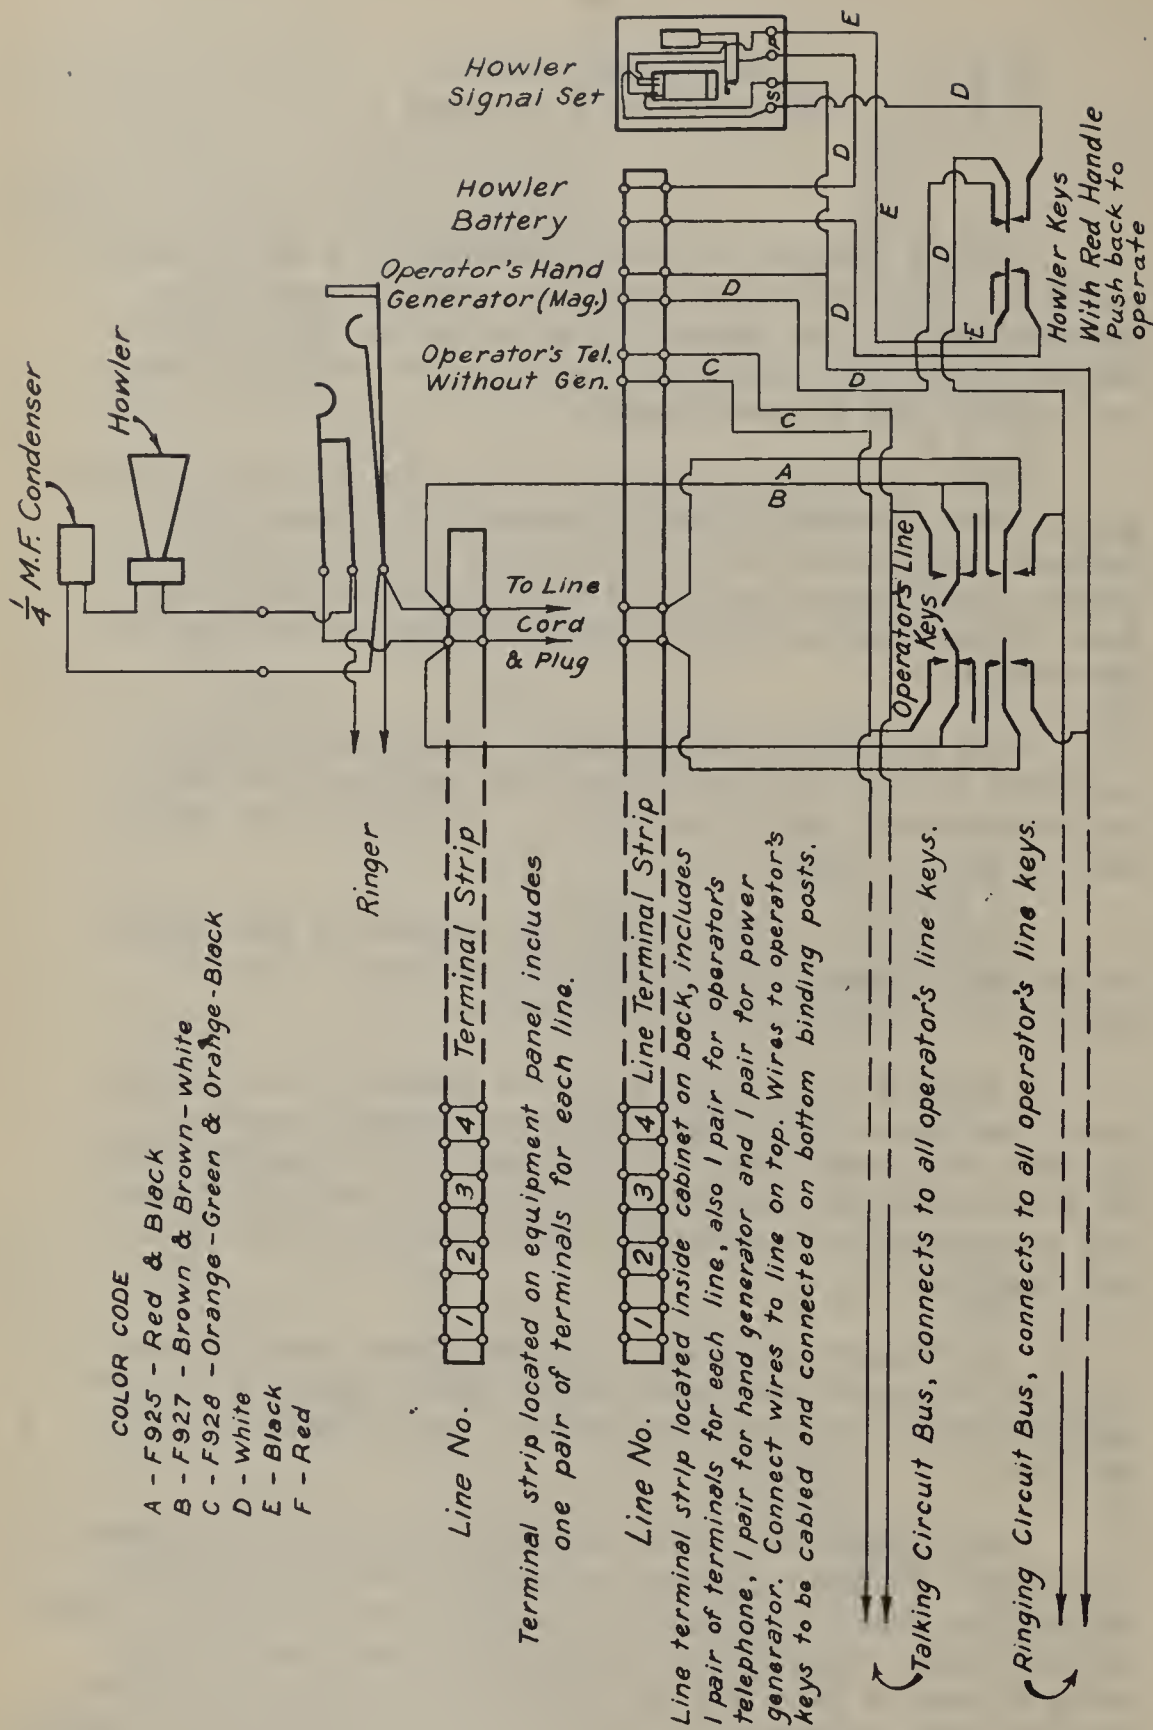 1/4 M.F. Condenser
Howler
Howler
Signal Set
P
S
Howler
Battery
Operator's Hand
Generator (Mag.)
Operator's Tel.
Without Gen.
E
D
D
E
D
D
D
E
D
C
C
A
B
Howler Keys
With Red Handle
Push back to
operate
To Line
Cord
& Plug
Operator's Line
Keys
Ringer
COLOR CODE
A - F925 - Red & Black
B - F927 - Brown & Brown-White
C - F928 - Orange-Green & Orange-Black
D - White
E - Black
F - Red
Line No. 1 2 3 4 Terminal Strip
Terminal strip located on equipment panel includes
one pair of terminals for each line.
Line No. 1 2 3 4 Line Terminal Strip
Line terminal strip located inside cabinet on back, includes
1 pair of terminals for each line, also 1 pair for operator's
telephone, 1 pair for hand generator and 1 pair for power
generator. Connect wires to line on top. Wires to operator's
keys to be cabled and connected on bottom binding posts.
Talking Circuit Bus, connects to all operator's line keys.
Ringing Circuit Bus, connects to all operator's line keys.